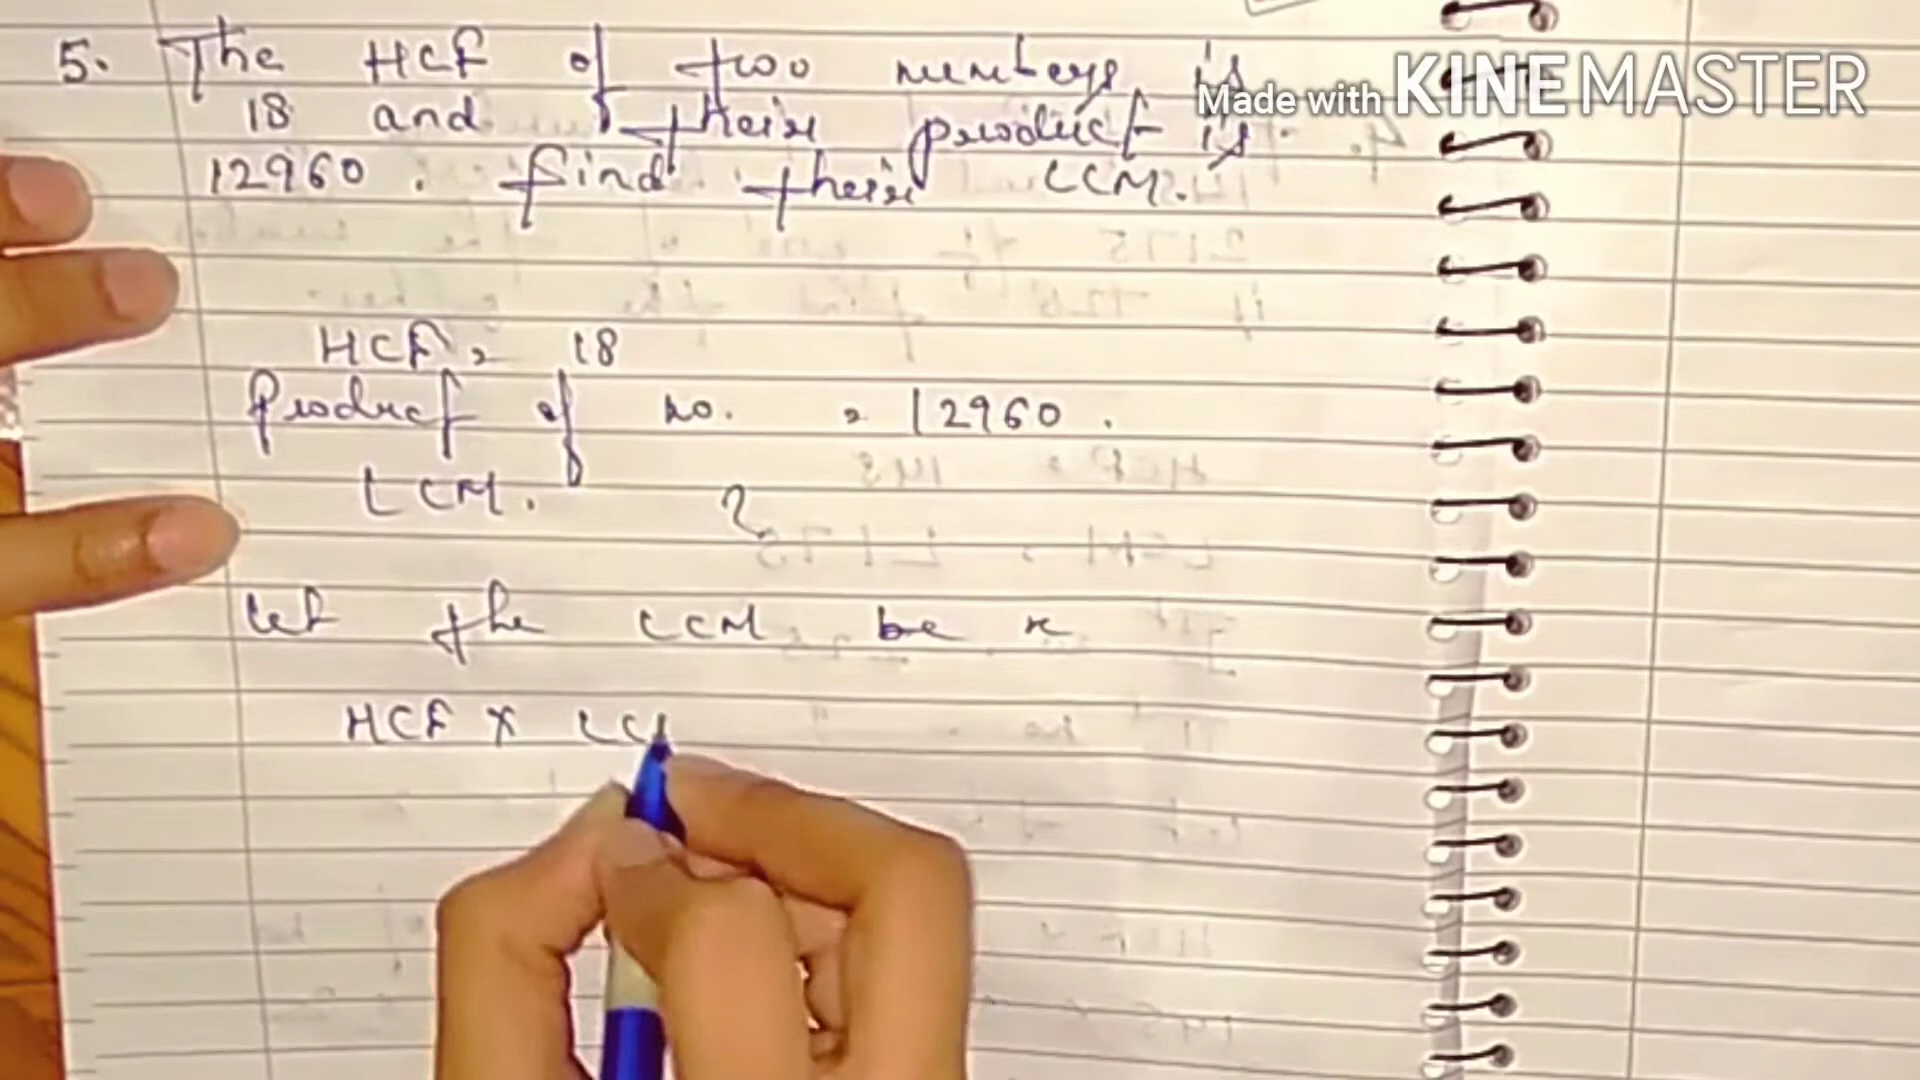 Made with KINEMASTER
5. The HCF of two numbers is
18 and their product is
12960. find their LCM.
HCF = 18
Product of no. = 12960.
LCM. ?
let the LCM be x
HCF x LCM